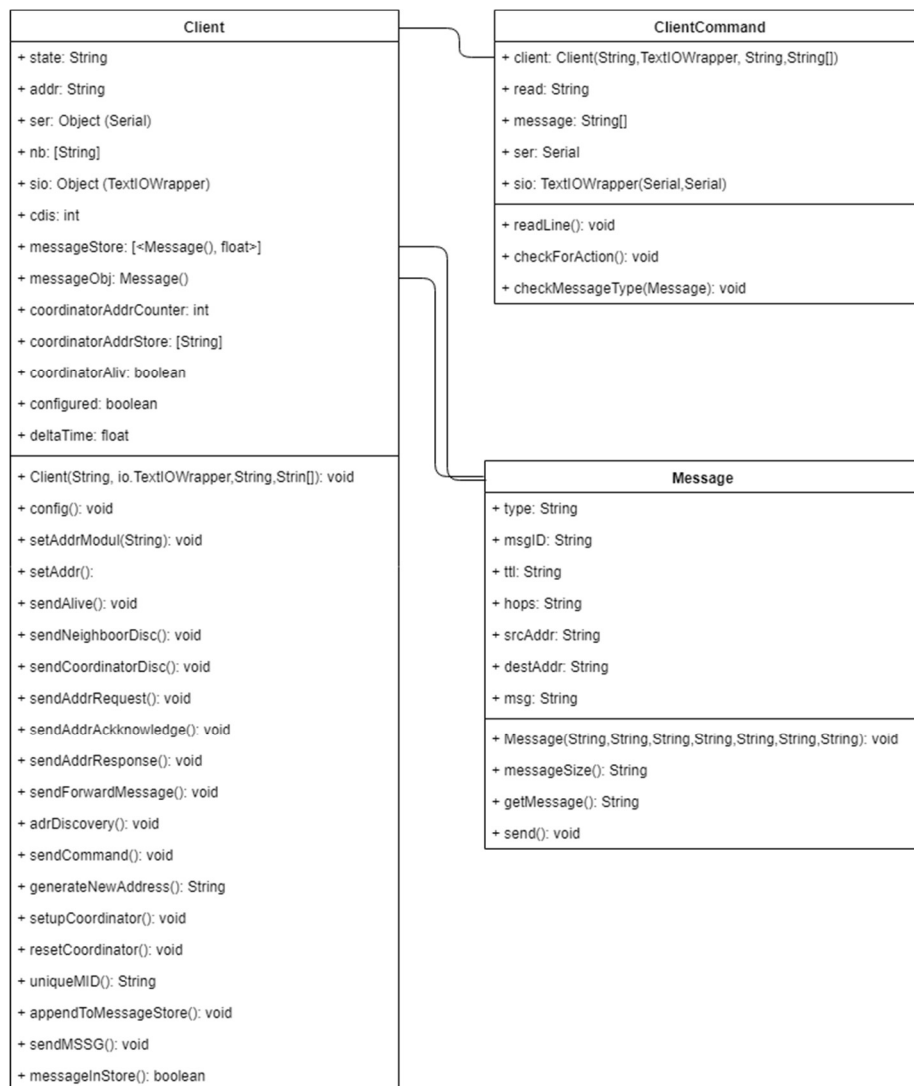 Client
+ state: String
+ addr: String
+ ser: Object (Serial)
+ nb: [String]
+ sio: Object (TextIOWrapper)
+ cdis: int
+ messageStore: [<Message(), float>]
+ messageObj: Message()
+ coordinatorAddrCounter: int
+ coordinatorAddrStore: [String]
+ coordinatorAliv: boolean
+ configured: boolean
+ deltaTime: float
+ Client(String, io.TextIOWrapper,String,Strin[]): void
+ config(): void
+ setAddrModul(String): void
+ setAddr():
+ sendAlive(): void
+ sendNeighboorDisc(): void
+ sendCoordinatorDisc(): void
+ sendAddrRequest(): void
+ sendAddrAckknowledge(): void
+ sendAddrResponse(): void
+ sendForwardMessage(): void
+ adrDiscovery(): void
+ sendCommand(): void
+ generateNewAddress(): String
+ setupCoordinator(): void
+ resetCoordinator(): void
+ uniqueMID(): String
+ appendToMessageStore(): void
+ sendMSSG(): void
+ messageInStore(): boolean
ClientCommand
+ client: Client(String,TextIOWrapper, String,String[])
+ read: String
+ message: String[]
+ ser: Serial
+ sio: TextIOWrapper(Serial,Serial)
+ readLine(): void
+ checkForAction(): void
+ checkMessageType(Message): void
Message
+ type: String
+ msgID: String
+ ttl: String
+ hops: String
+ srcAddr: String
+ destAddr: String
+ msg: String
+ Message(String,String,String,String,String,String,String): void
+ messageSize(): String
+ getMessage(): String
+ send(): void